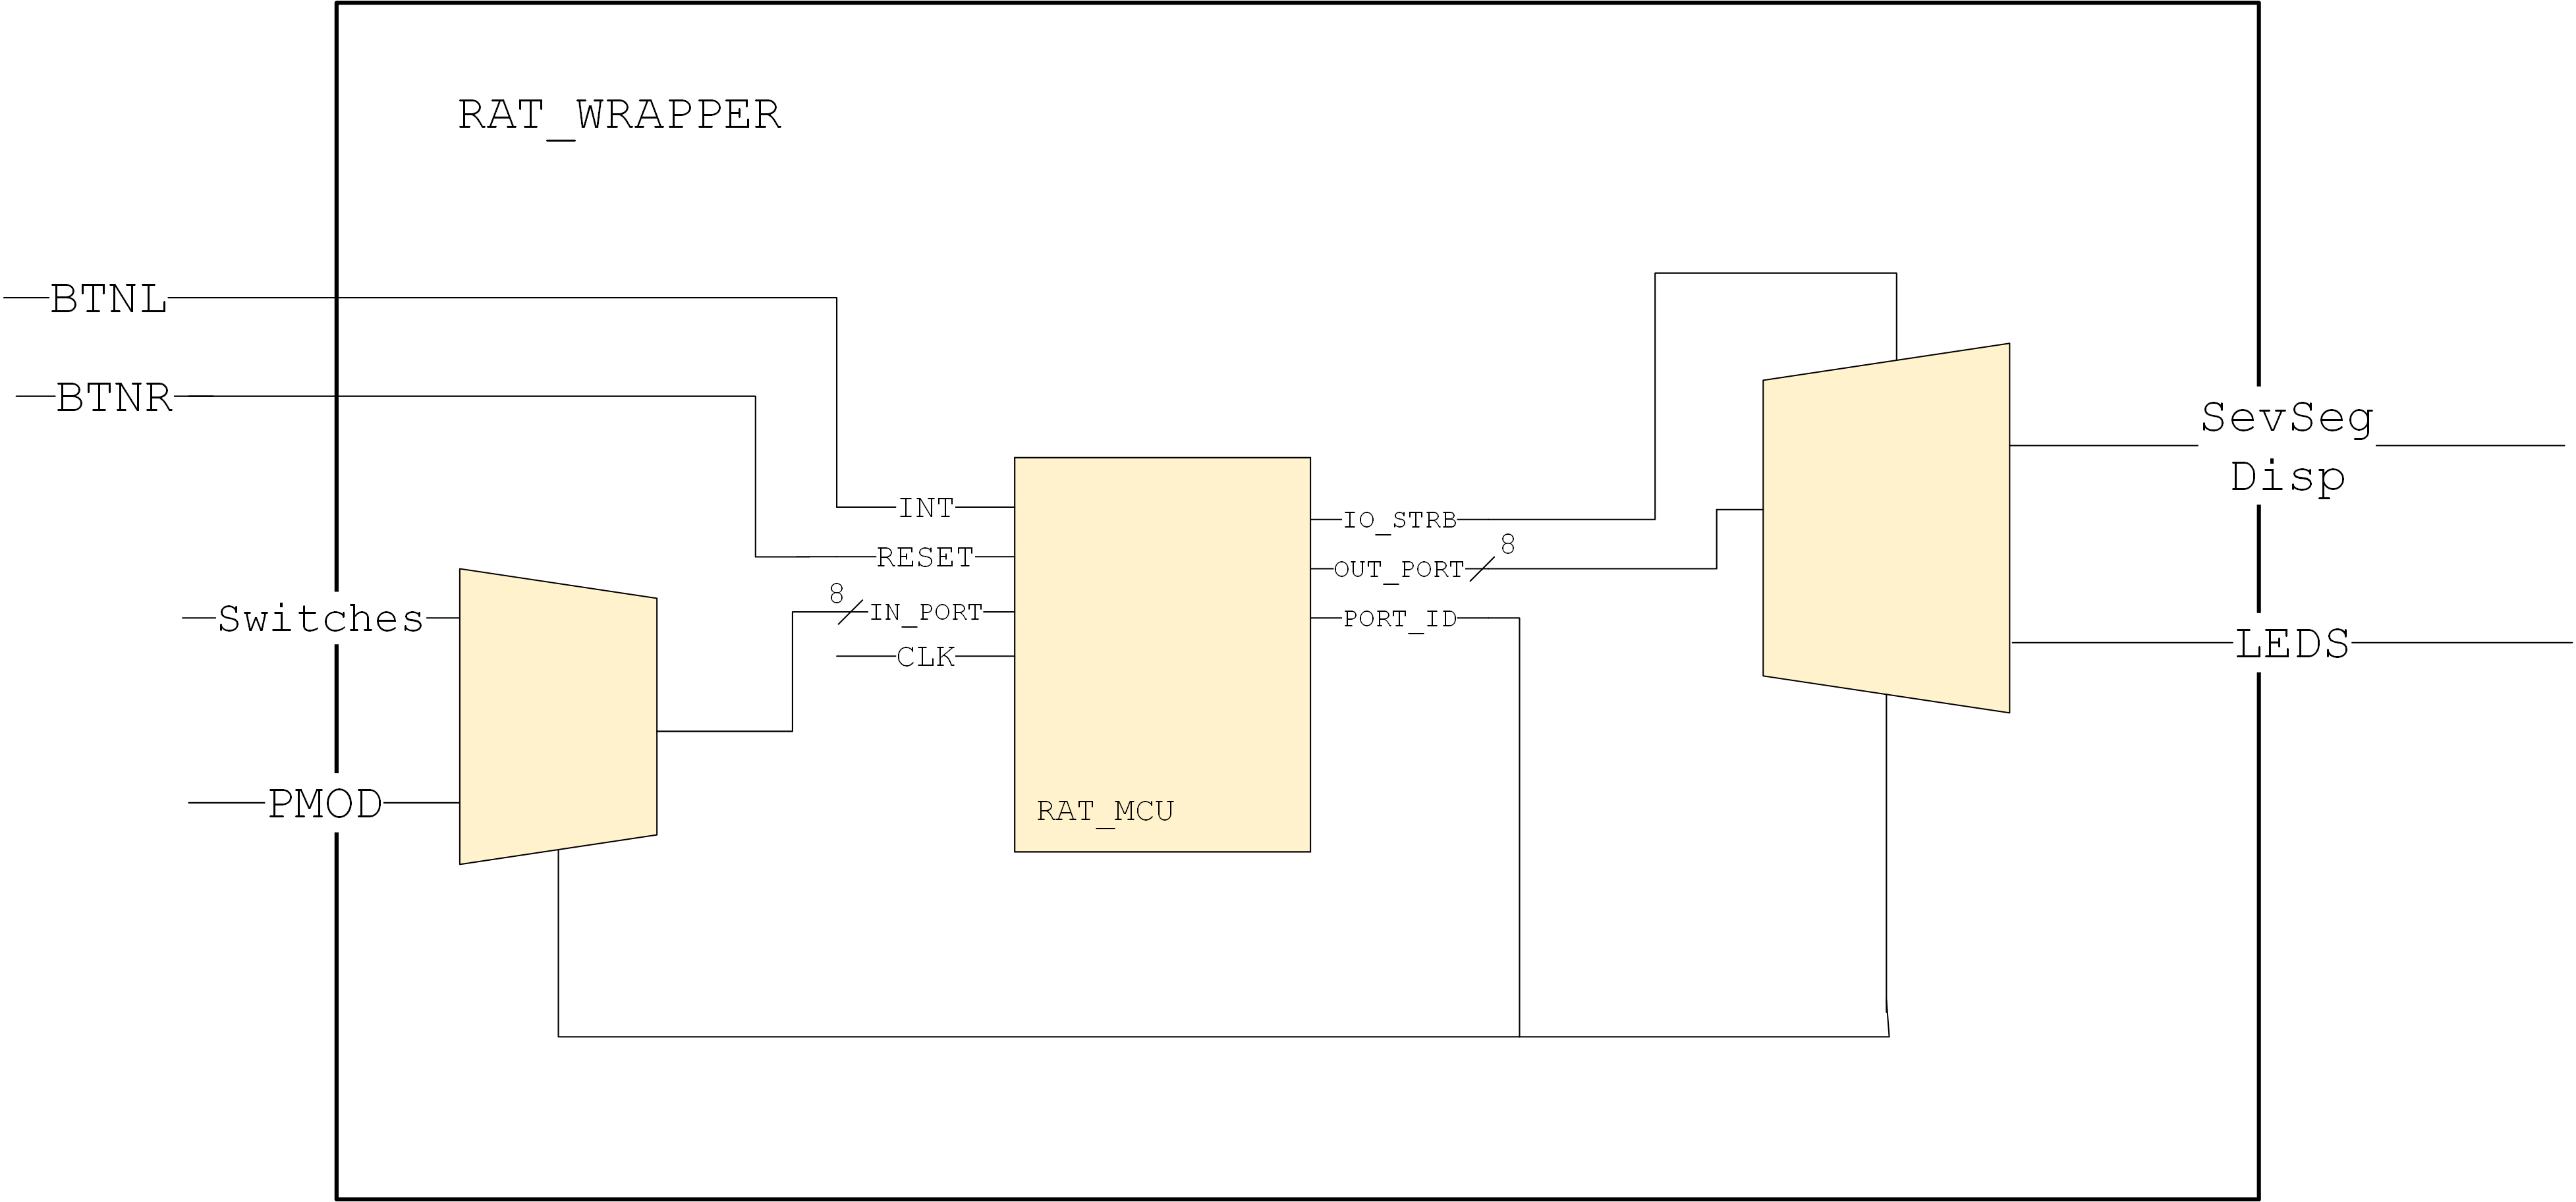 RAT_WRAPPER
BTNL
BTNR
SevSeg
Disp
INT
IO_STRB
8
RESET
OUT_PORT
8
IN_PORT
PORT_ID
Switches
CLK
LEDS
PMOD
RAT_MCU